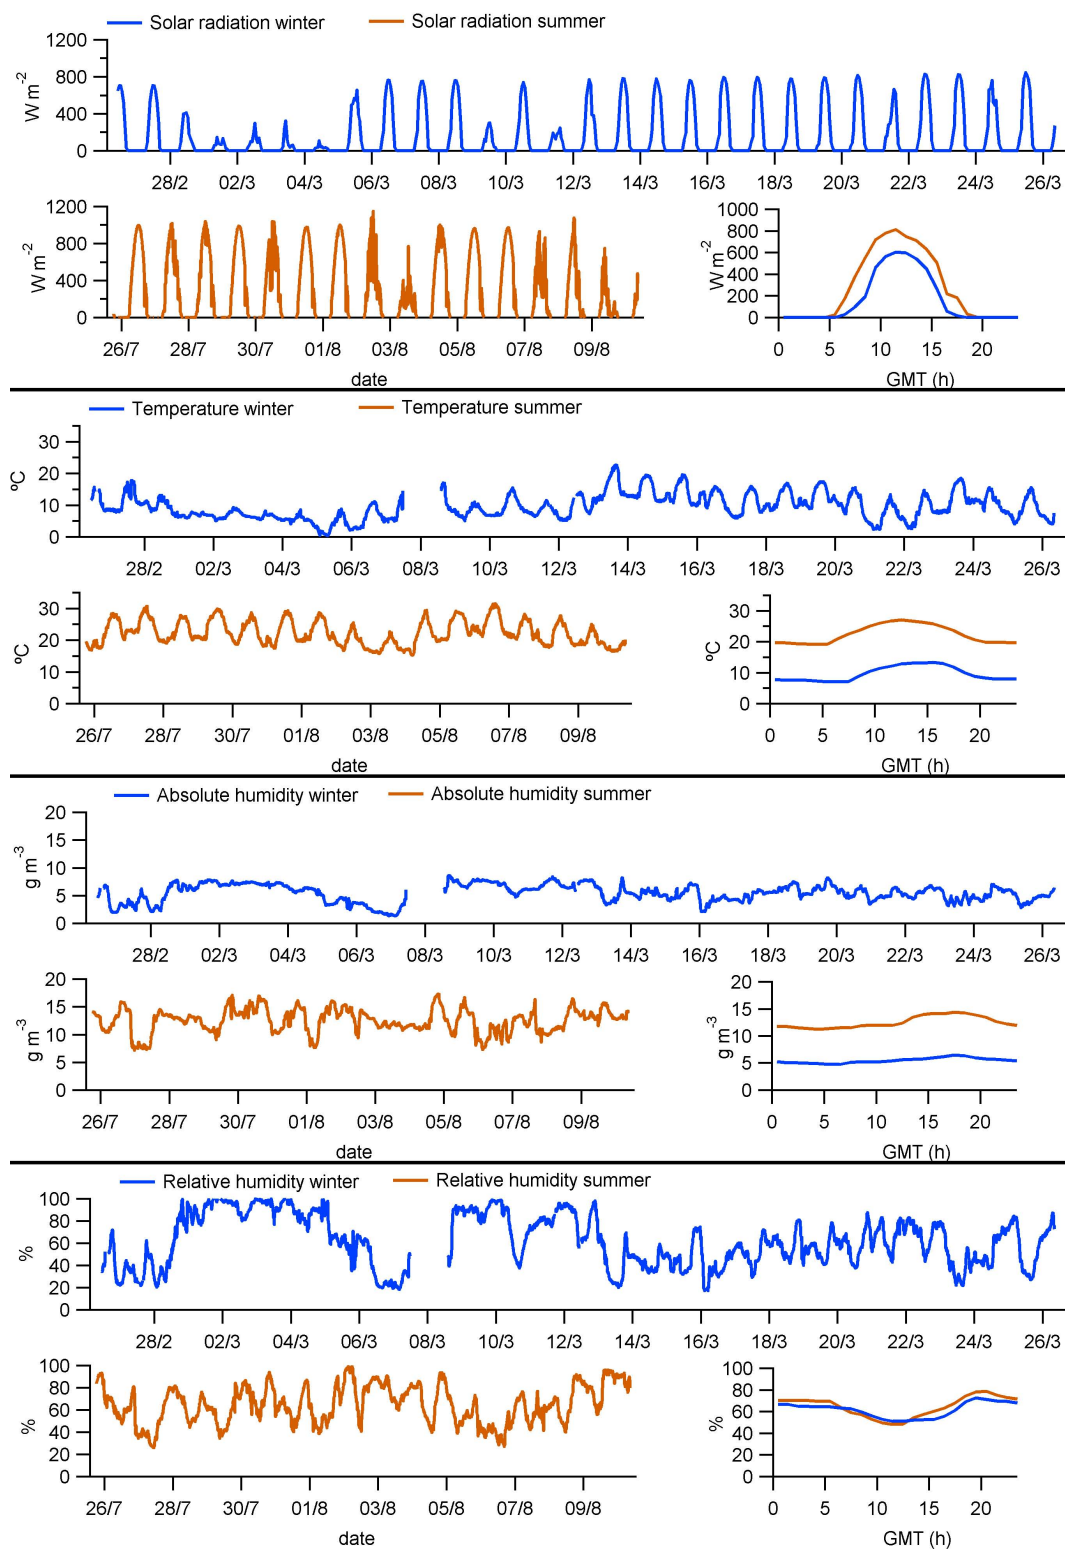 Solar radiation winter Solar radiation summer
1200
800
400
0
W m-2
28/2 02/3 04/3 06/3 08/3 10/3 12/3 14/3 16/3 18/3 20/3 22/3 24/3 26/3
1200
800
400
0
W m-2
26/7 28/7 30/7 01/8 03/8 05/8 07/8 09/8
date
1000
800
600
400
200
0
W m-2
0 5 10 15 20
GMT (h)
Temperature winter Temperature summer
30
20
10
0
ºC
28/2 02/3 04/3 06/3 08/3 10/3 12/3 14/3 16/3 18/3 20/3 22/3 24/3 26/3
30
20
10
0
ºC
26/7 28/7 30/7 01/8 03/8 05/8 07/8 09/8
date
30
20
10
0
ºC
0 5 10 15 20
GMT (h)
Absolute humidity winter Absolute humidity summer
20
15
10
5
0
g m-3
28/2 02/3 04/3 06/3 08/3 10/3 12/3 14/3 16/3 18/3 20/3 22/3 24/3 26/3
20
15
10
5
0
g m-3
26/7 28/7 30/7 01/8 03/8 05/8 07/8 09/8
date
20
15
10
5
0
g m-3
0 5 10 15 20
GMT (h)
Relative humidity winter Relative humidity summer
100
80
60
40
20
0
%
28/2 02/3 04/3 06/3 08/3 10/3 12/3 14/3 16/3 18/3 20/3 22/3 24/3 26/3
100
80
60
40
20
0
%
26/7 28/7 30/7 01/8 03/8 05/8 07/8 09/8
date
100
80
60
40
20
0
%
0 5 10 15 20
GMT (h)